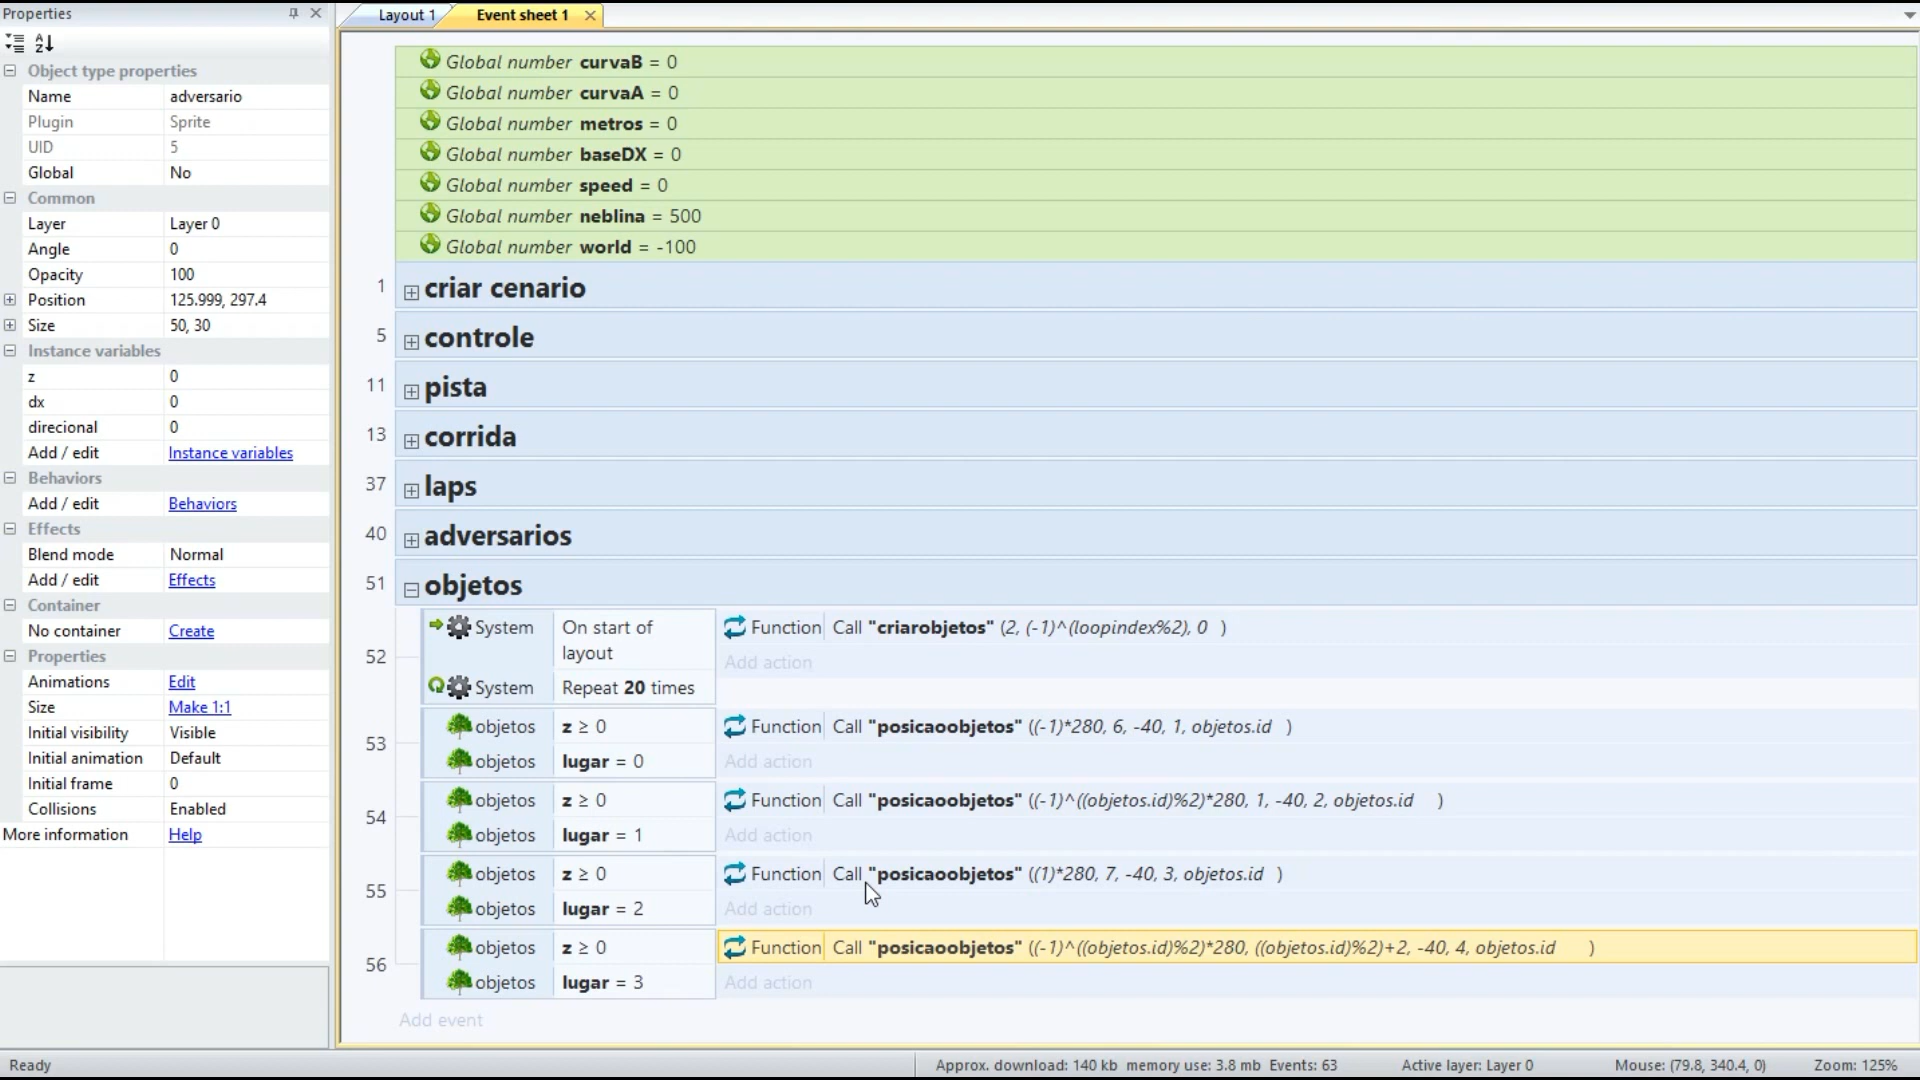 Properties
Object type properties
Name adversario
Plugin Sprite
UID 5
Global No
Common
Layer Layer 0
Angle 0
Opacity 100
Position 125.999, 297.4
Size 50, 30
Instance variables
z 0
dx 0
direcional 0
Add / edit Instance variables
Behaviors
Add / edit Behaviors
Effects
Blend mode Normal
Add / edit Effects
Container
No container Create
Properties
Animations Edit
Size Make 1:1
Initial visibility Visible
Initial animation Default
Initial frame 0
Collisions Enabled
More information Help
Layout 1 Event sheet 1
Global number curvaB = 0
Global number curvaA = 0
Global number metros = 0
Global number baseDX = 0
Global number speed = 0
Global number neblina = 500
Global number world = -100
1 criar cenario
5 controle
11 pista
13 corrida
37 laps
40 adversarios
51 objetos
System On start of layout Function Call "criarobjetos" (2, (-1)^(loopindex%2), 0 )
Add action
52
System Repeat 20 times
objetos z ≥ 0 Function Call "posicaoobjetos" ((-1)*280, 6, -40, 1, objetos.id )
53
objetos lugar = 0 Add action
objetos z ≥ 0 Function Call "posicaoobjetos" ((-1)^((objetos.id)%2)*280, 1, -40, 2, objetos.id )
54
objetos lugar = 1 Add action
objetos z ≥ 0 Function Call "posicaoobjetos" ((1)*280, 7, -40, 3, objetos.id )
55
objetos lugar = 2 Add action
objetos z ≥ 0 Function Call "posicaoobjetos" ((-1)^((objetos.id)%2)*280, ((objetos.id)%2)+2, -40, 4, objetos.id )
56
objetos lugar = 3 Add action
Add event
Ready Approx. download: 140 kb memory use: 3.8 mb Events: 63 Active layer: Layer 0 Mouse: (79.8, 340.4, 0) Zoom: 125%